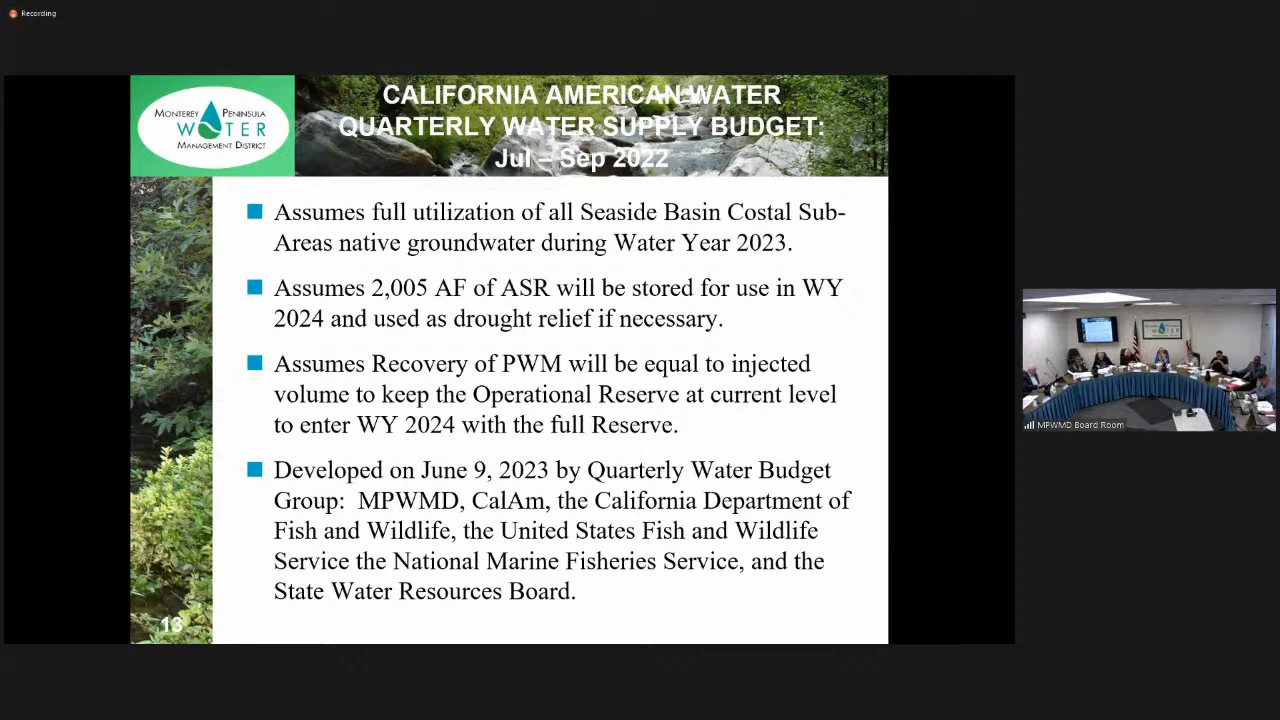 Recording
MONTEREY PENINSULA
WATER
MANAGEMENT DISTRICT
CALIFORNIA AMERICAN WATER
QUARTERLY WATER SUPPLY BUDGET:
Jul – Sep 2022
Assumes full utilization of all Seaside Basin Costal Sub-
Areas native groundwater during Water Year 2023.
Assumes 2,005 AF of ASR will be stored for use in WY
2024 and used as drought relief if necessary.
Assumes Recovery of PWM will be equal to injected
volume to keep the Operational Reserve at current level
to enter WY 2024 with the full Reserve.
Developed on June 9, 2023 by Quarterly Water Budget
Group:  MPWMD, CalAm, the California Department of
Fish and Wildlife, the United States Fish and Wildlife
Service the National Marine Fisheries Service, and the
State Water Resources Board.
13
MPWMD Board Room